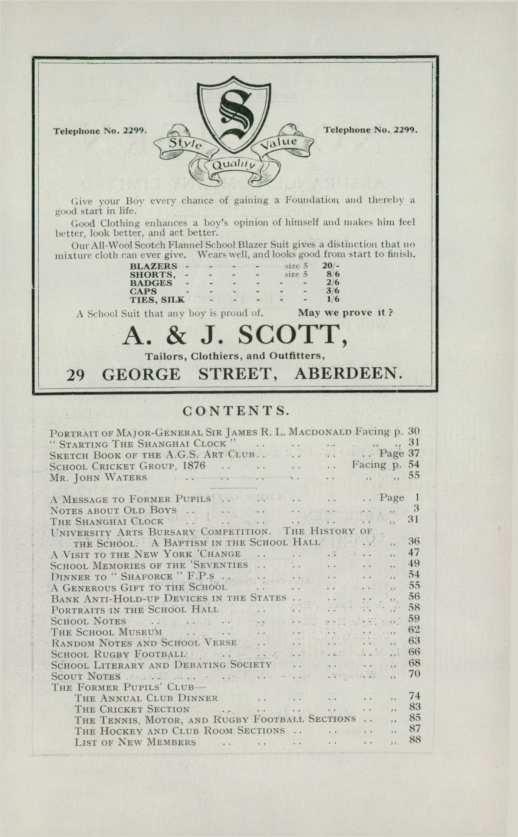 Telephone No. 2299.
S
Style
Quality
Value
Telephone No. 2299.
Give your Boy every chance of gaining a Foundation and thereby a
good start in life.
Good Clothing enhances a boy's opinion of himself and makes him feel
better, look better, and act better.
Our All-Wool Scotch Flannel School Blazer Suit gives a distinction that no
mixture cloth can ever give. Wears well, and looks good from start to finish.
BLAZERS - - - - size 5 20/-
SHORTS, - - - - size 5 8/6
BADGES - - - - - - 2/6
CAPS - - - - - - 3/6
TIES, SILK - - - - - 1/6
A School Suit that any boy is proud of. May we prove it?
A. & J. SCOTT,
Tailors, Clothiers, and Outfitters,
29 GEORGE STREET, ABERDEEN.
CONTENTS.
PORTRAIT OF MAJOR-GENERAL SIR JAMES R. L. MACDONALD Facing p. 30
"STARTING THE SHANGHAI CLOCK" .. .. .. ,, ,, 31
SKETCH BOOK OF THE A.G.S. ART CLUB .. .. .. .. Page 37
SCHOOL CRICKET GROUP, 1876 .. .. .. .. Facing p. 54
MR. JOHN WATERS .. .. .. .. .. ,, ,, 55
A MESSAGE TO FORMER PUPILS .. .. .. .. .. Page 1
NOTES ABOUT OLD BOYS .. .. .. .. .. .. ,, 3
THE SHANGHAI CLOCK .. .. .. .. .. .. ,, 31
UNIVERSITY ARTS BURSARY COMPETITION. THE HISTORY OF
THE SCHOOL. A BAPTISM IN THE SCHOOL HALL .. .. ,, 36
A VISIT TO THE NEW YORK 'CHANGE .. .. .. .. ,, 47
SCHOOL MEMORIES OF THE 'SEVENTIES .. .. .. .. ,, 49
DINNER TO "SHAFORCE" F.P.S .. .. .. .. .. ,, 54
A GENEROUS GIFT TO THE SCHOOL .. .. .. .. ,, 55
BANK ANTI-HOLD-UP DEVICES IN THE STATES .. .. .. ,, 56
PORTRAITS IN THE SCHOOL HALL .. .. .. .. ,, 58
SCHOOL NOTES .. .. .. .. .. .. .. ,, 59
THE SCHOOL MUSEUM .. .. .. .. .. .. ,, 62
RANDOM NOTES AND SCHOOL VERSE .. .. .. .. ,, 63
SCHOOL RUGBY FOOTBALL .. .. .. .. .. ,, 66
SCHOOL LITERARY AND DEBATING SOCIETY .. .. .. ,, 68
SCOUT NOTES .. .. .. .. .. .. .. ,, 70
THE FORMER PUPILS' CLUB—
THE ANNUAL CLUB DINNER .. .. .. .. ,, 74
THE CRICKET SECTION .. .. .. .. .. ,, 83
THE TENNIS, MOTOR, AND RUGBY FOOTBALL SECTIONS .. ,, 85
THE HOCKEY AND CLUB ROOM SECTIONS .. .. .. ,, 87
LIST OF NEW MEMBERS .. .. .. .. .. ,, 88